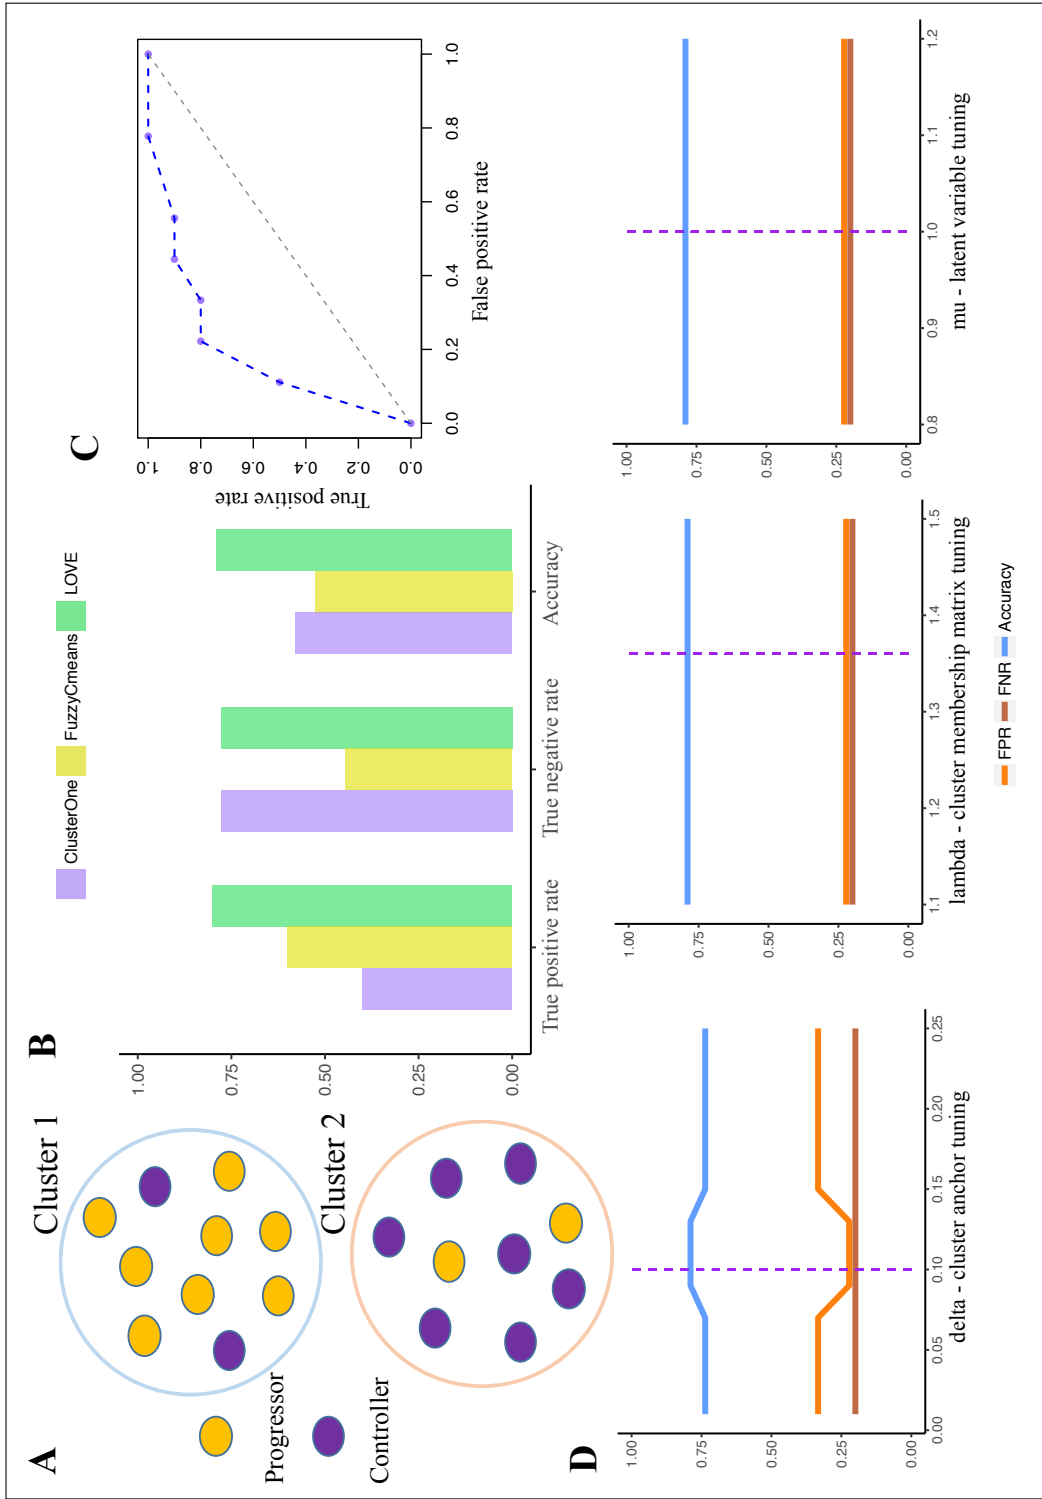 A
Cluster 1
Cluster 2
Progressor
Controller
B
ClusterOne
FuzzyCmeans
LOVE
1.00
0.75
0.50
0.25
0.00
True positive rate
True negative rate
Accuracy
C
True positive rate
1.0
0.8
0.6
0.4
0.2
0.0
0.0
0.2
0.4
0.6
0.8
1.0
False positive rate
D
1.00
0.75
0.50
0.25
0.00
0.00
0.05
0.10
0.15
0.20
0.25
delta - cluster anchor tuning
1.00
0.75
0.50
0.25
0.00
1.1
1.2
1.3
1.4
1.5
lambda - cluster membership matrix tuning
1.00
0.75
0.50
0.25
0.00
0.8
0.9
1.0
1.1
1.2
mu - latent variable tuning
FPR
FNR
Accuracy